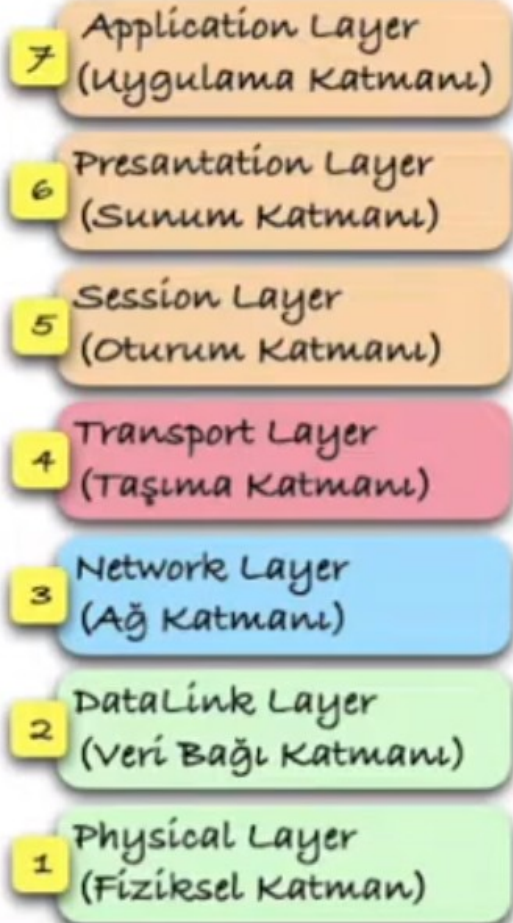 7
Application Layer
(Uygulama Katmanı)
6
Presantation Layer
(Sunum Katmanı)
5
Session Layer
(Oturum Katmanı)
4
Transport Layer
(Taşıma Katmanı)
3
Network Layer
(Ağ Katmanı)
2
DataLink Layer
(Veri Bağı Katmanı)
1
Physical Layer
(Fiziksel Katman)